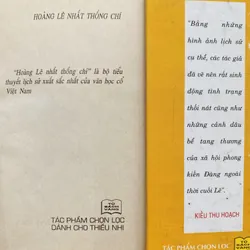 HOÀNG LÊ NHẤT THỐNG CHÍ
"Hoàng Lê nhất thống chí" là bộ tiểu
thuyết lịch sử xuất sắc nhất của văn học cổ
Việt Nam
TÁC PHẨM CHỌN LỌC
DÀNH CHO THIẾU NHI
"Bằng những
hình ảnh lịch sử
cụ thể, các tác giả
đã cỏ nên rất sinh
động tình trạng
thối nát cũng như
những cảnh dâu
bể tang thương
của xã hội phong
kiến Đàng ngoài
thời cuối Lê".
KIỀU THU HOẠCH
TÁC PHẨM CHỌN LỌC